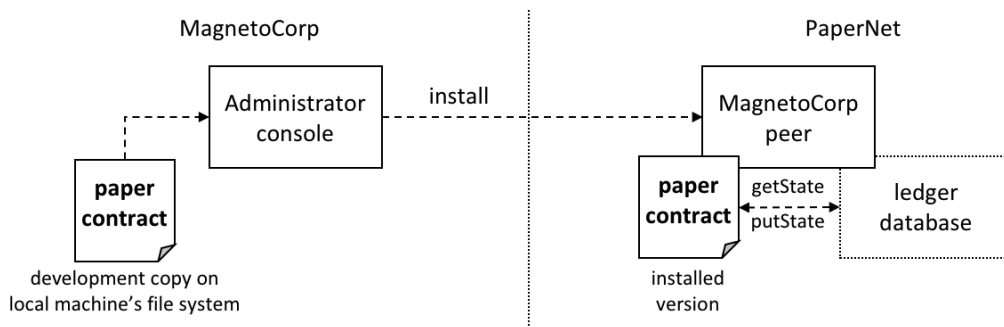 MagnetoCorp
PaperNet
Administrator
console
install
MagnetoCorp
peer
paper
contract
development copy on
local machine's file system
paper
contract
getState
putState
ledger
database
installed
version